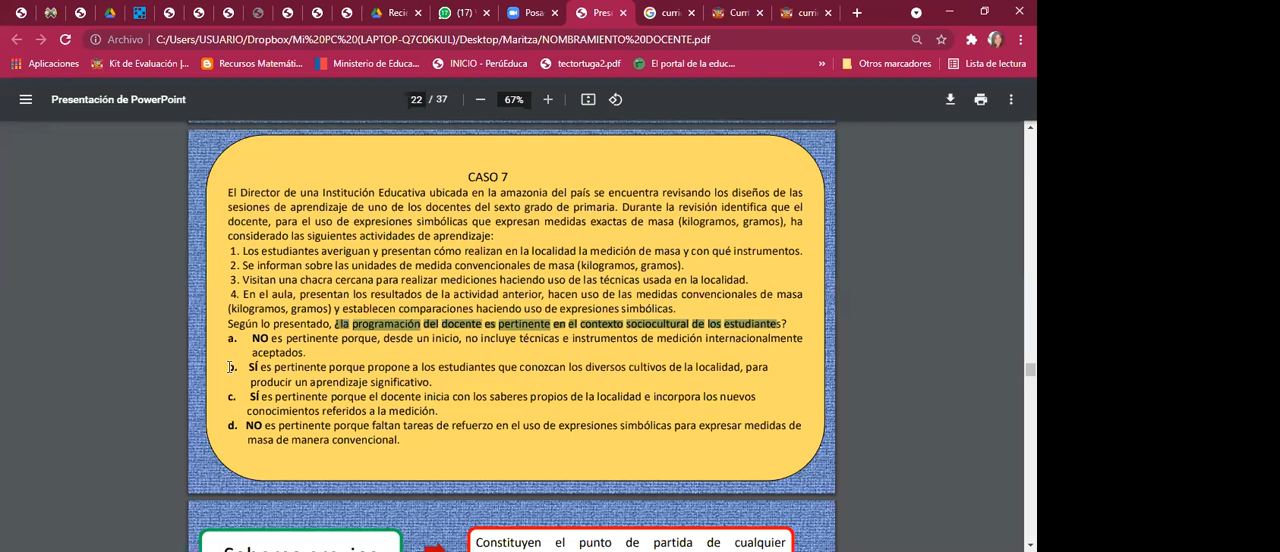 Recie
(17)
Posa
Pres
curric
Curri
curric
Archivo
C:/Users/USUARIO/Dropbox/Mi%20PC%20(LAPTOP-Q7C06KUL)/Desktop/Maritza/NOMBRAMIENTO%20DOCENTE.pdf
Aplicaciones
Kit de Evaluación |...
Recursos Matemáti...
Ministerio de Educa...
INICIO - PerúEduca
tectortuga2.pdf
El portal de la educ...
»
Otros marcadores
Lista de lectura
Presentación de PowerPoint
22 / 37
67%
CASO 7
El Director de una Institución Educativa ubicada en la amazonia del país se encuentra revisando los diseños de las
sesiones de aprendizaje de uno de los docentes del sexto grado de primaria. Durante la revisión identifica que el
docente, para el uso de expresiones simbólicas que expresan medidas exactas de masa (kilogramos, gramos), ha
considerado las siguientes actividades de aprendizaje:
1. Los estudiantes averiguan y presentan cómo realizan en la localidad la medición de masa y con qué instrumentos.
2. Se informan sobre las unidades de medida convencionales de masa (kilogramos, gramos).
3. Visitan una chacra cercana para realizar mediciones haciendo uso de las técnicas usada en la localidad.
4. En el aula, presentan los resultados de la actividad anterior, hacen uso de las medidas convencionales de masa
(kilogramos, gramos) y establecen comparaciones haciendo uso de expresiones simbólicas.
Según lo presentado, ¿la programación del docente es pertinente en el contexto sociocultural de los estudiantes?
a. NO es pertinente porque, desde un inicio, no incluye técnicas e instrumentos de medición internacionalmente
aceptados.
b. SÍ es pertinente porque propone a los estudiantes que conozcan los diversos cultivos de la localidad, para
producir un aprendizaje significativo.
c. SÍ es pertinente porque el docente inicia con los saberes propios de la localidad e incorpora los nuevos
conocimientos referidos a la medición.
d. NO es pertinente porque faltan tareas de refuerzo en el uso de expresiones simbólicas para expresar medidas de
masa de manera convencional.
Constituyen el punto de partida de cualquier